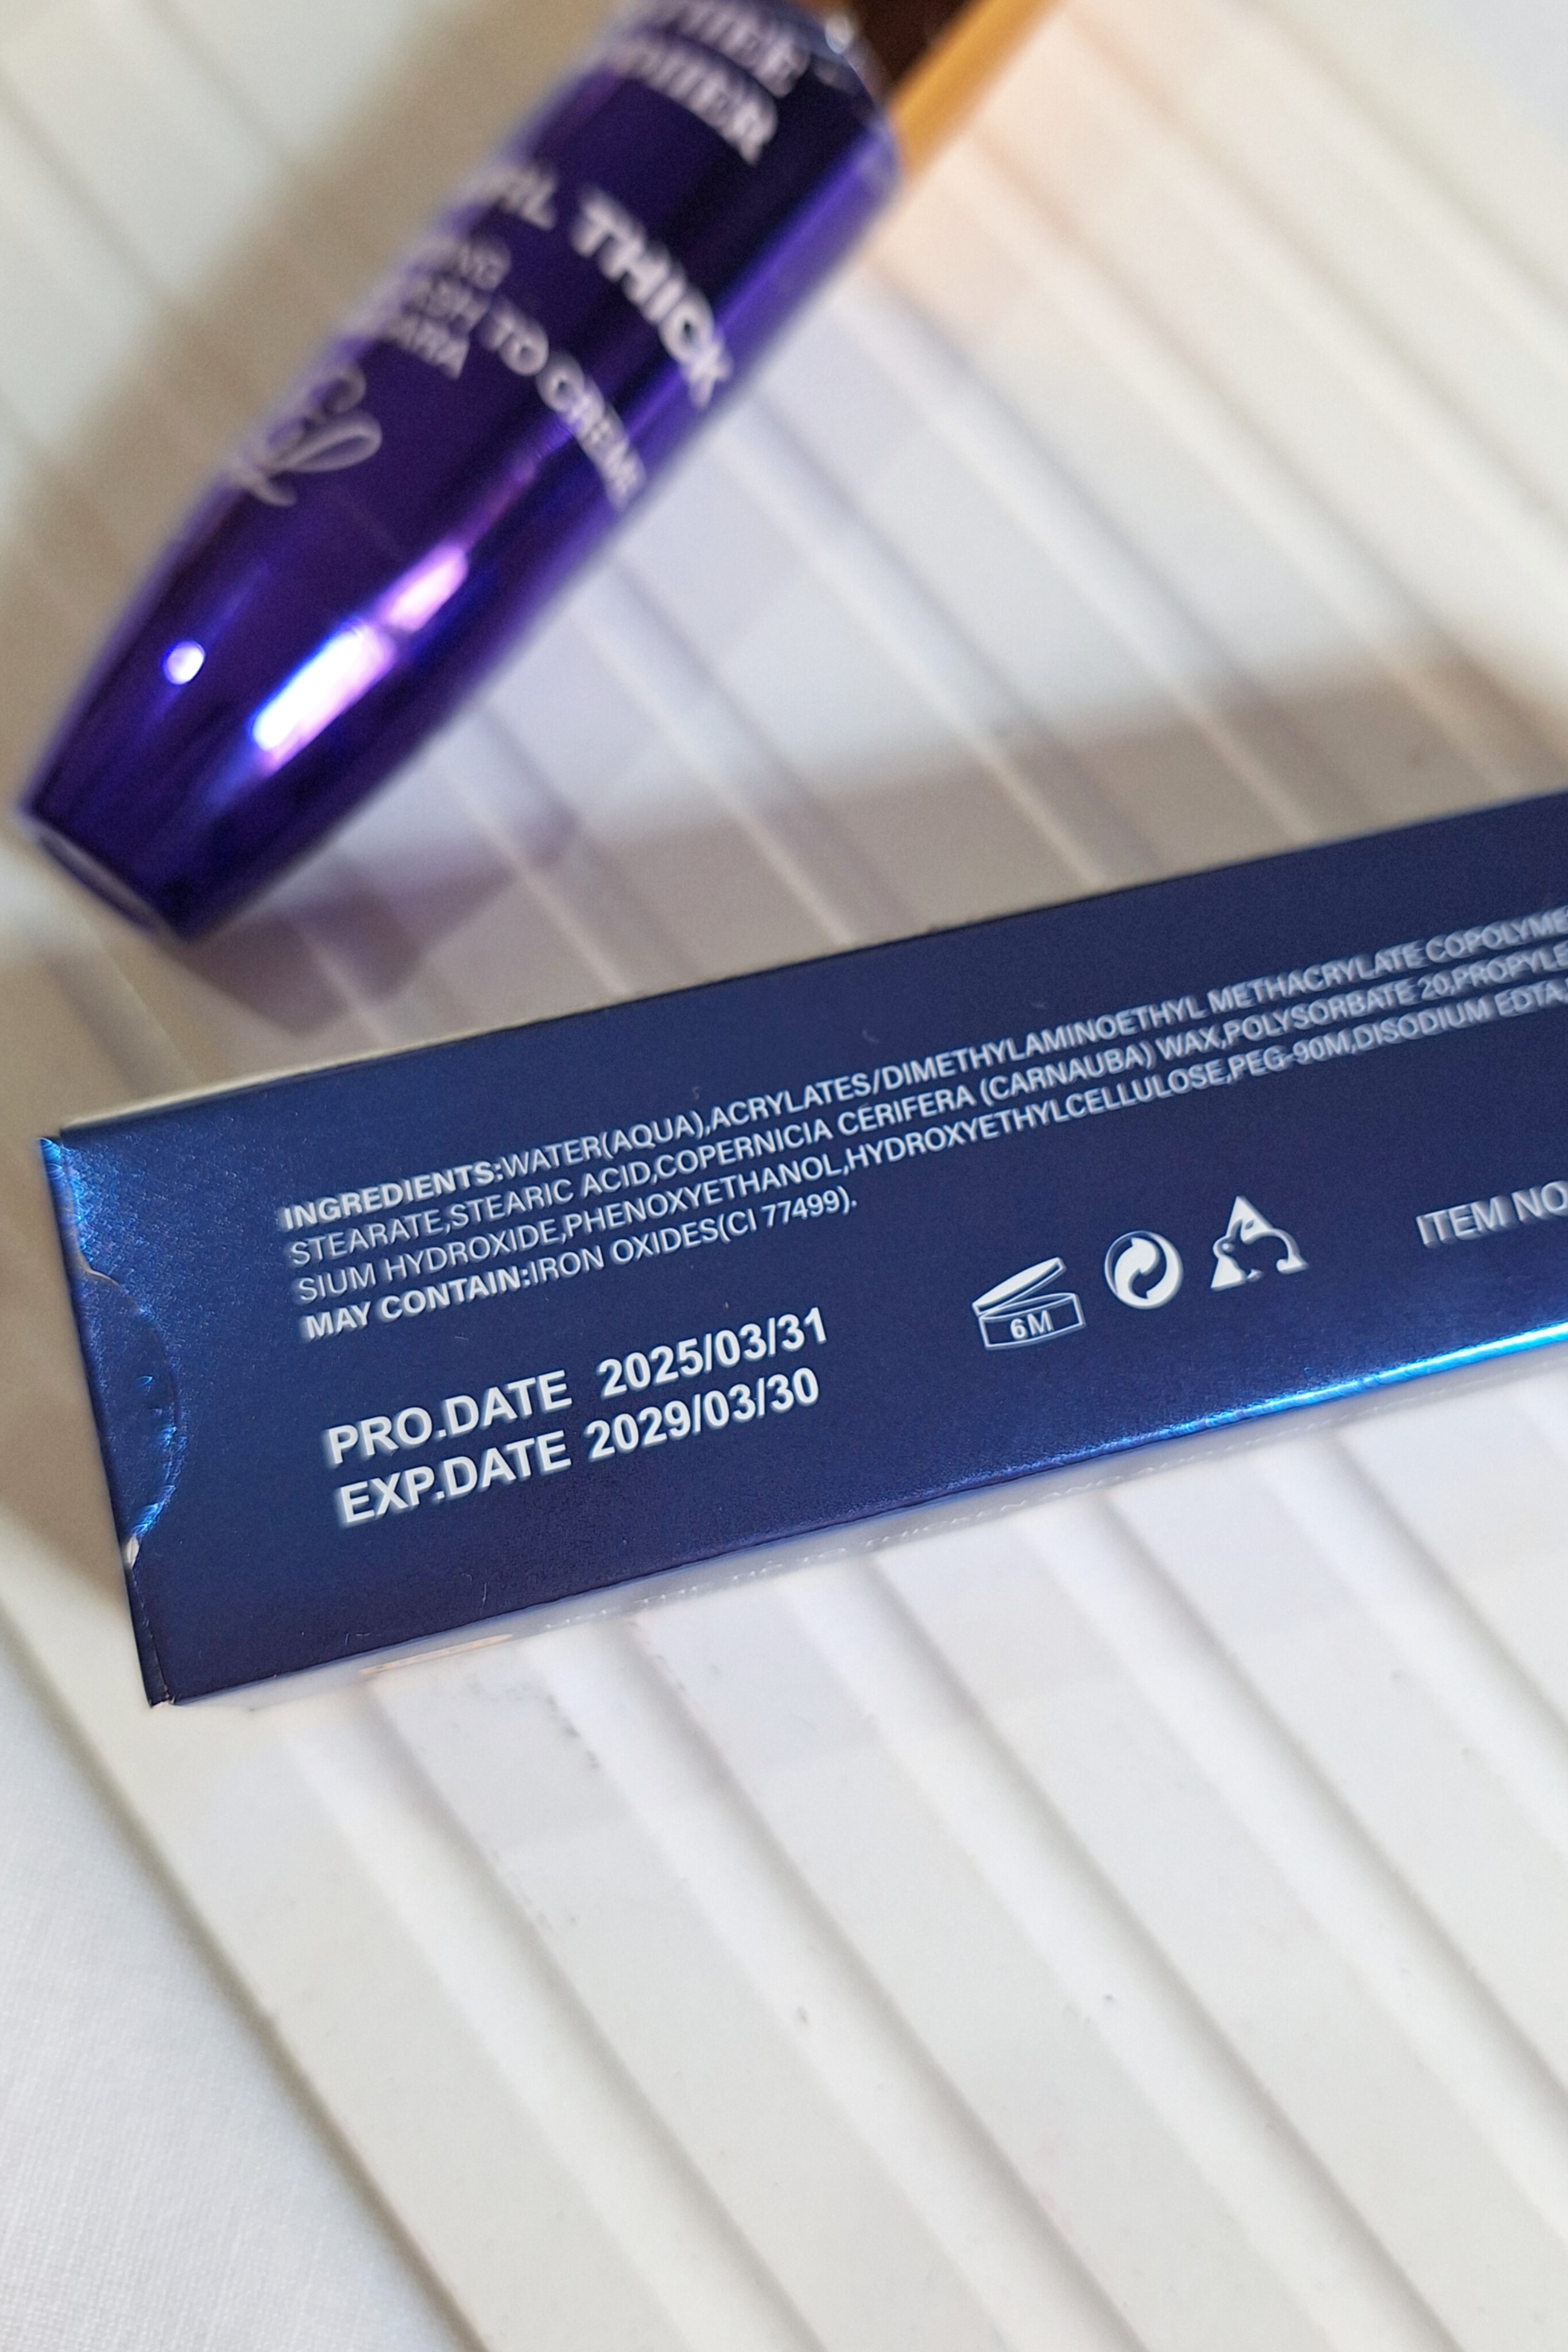 THICK
TO CREME
INGREDIENTS:WATER(AQUA),ACRYLATES/DIMETHYLAMINOETHYL METHACRYLATE COPOLYME
STEARATE,STEARIC ACID,COPERNICIA CERIFERA (CARNAUBA) WAX,POLYSORBATE 20,PROPYLE
SIUM HYDROXIDE,PHENOXYETHANOL,HYDROXYETHYLCELLULOSE,PEG-90M,DISODIUM EDTA,
MAY CONTAIN:IRON OXIDES(CI 77499).
6M
ITEM NO
PRO.DATE 2025/03/31
EXP.DATE 2029/03/30